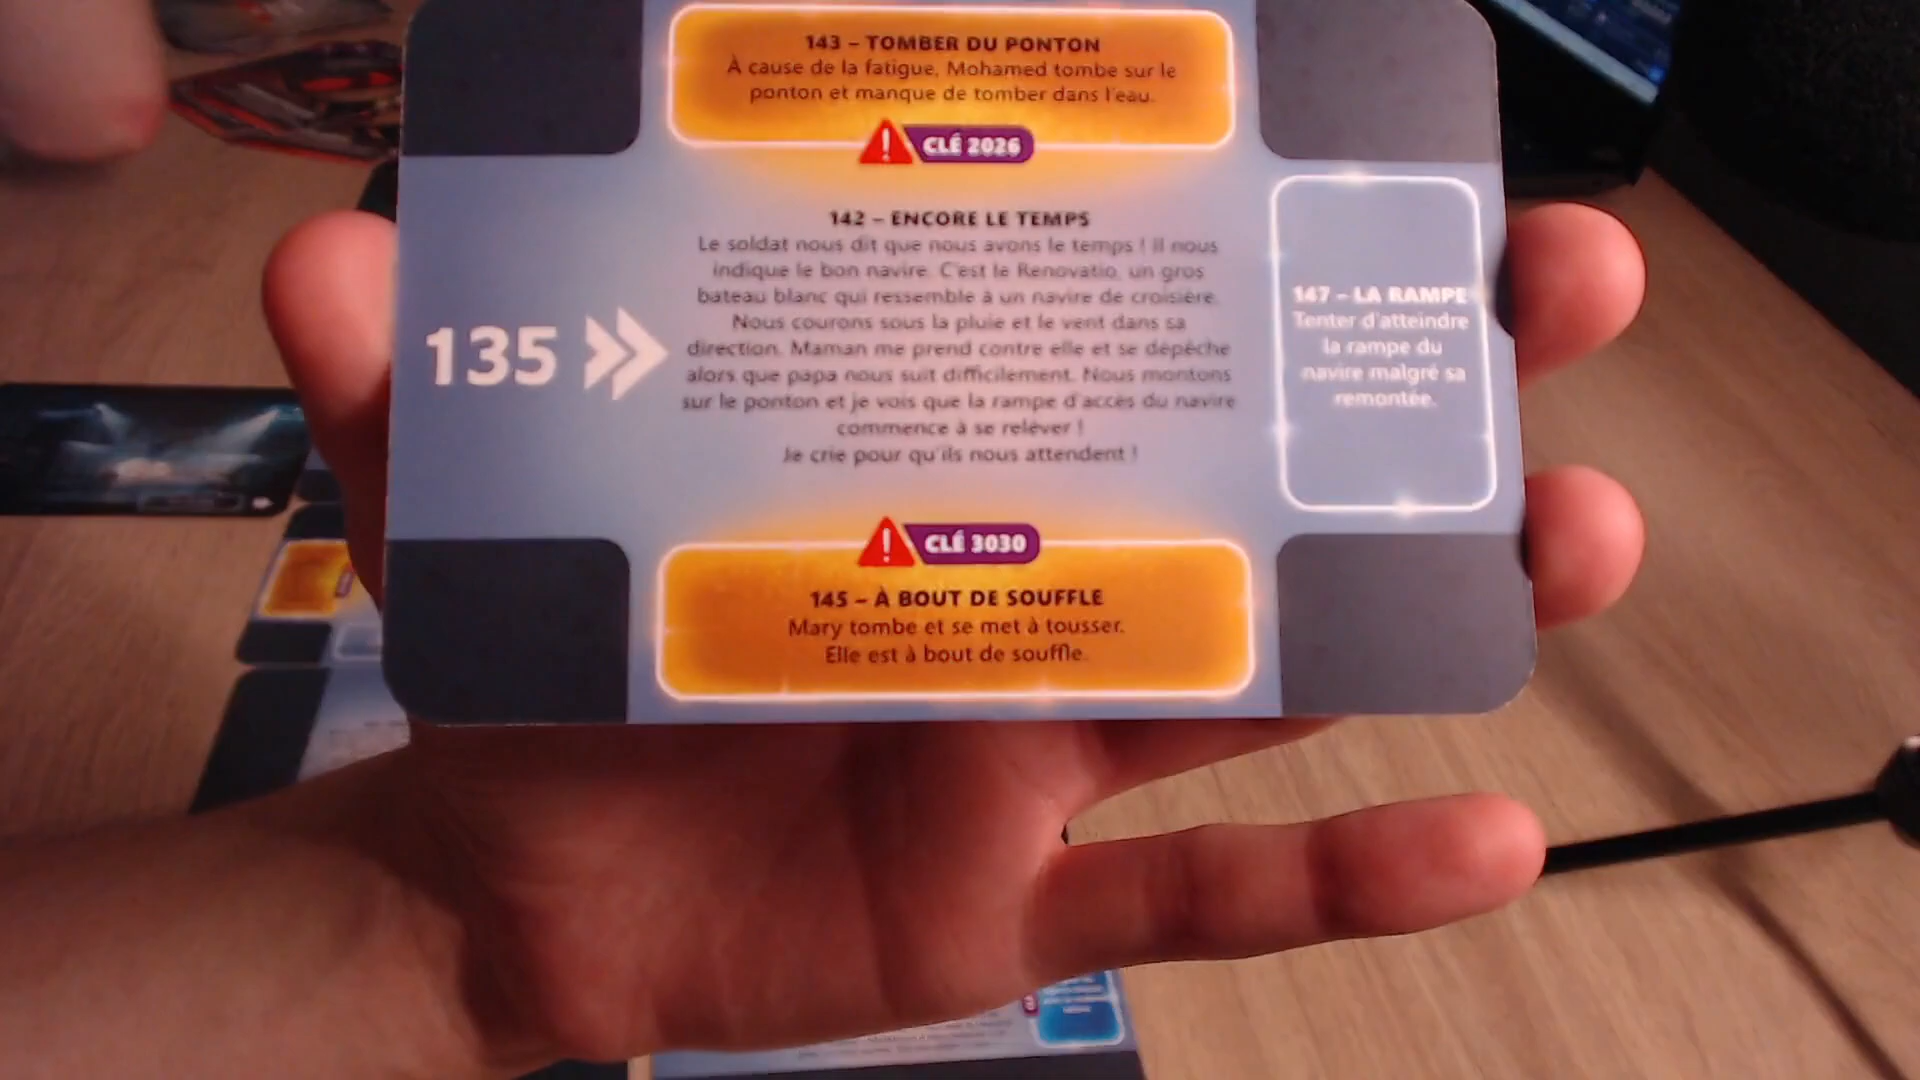 143 – TOMBER DU PONTON
À cause de la fatigue, Mohamed tombe sur le
ponton et manque de tomber dans l'eau.
CLÉ 2026
135
142 – ENCORE LE TEMPS
Le soldat nous dit que nous avons le temps ! Il nous
indique le bon navire. C'est le Renovatio, un gros
bateau blanc qui ressemble à un navire de croisière.
Nous courons sous la pluie et le vent dans sa
direction. Maman me prend contre elle et se dépêche
alors que papa nous suit difficilement. Nous montons
sur le ponton et je vois que la rampe d'accès du navire
commence à se relever !
Je crie pour qu'ils nous attendent !
147 – LA RAMPE
Tenter d'atteindre
la rampe du
navire malgré sa
remontée.
CLÉ 3030
145 – À BOUT DE SOUFFLE
Mary tombe et se met à tousser.
Elle est à bout de souffle.